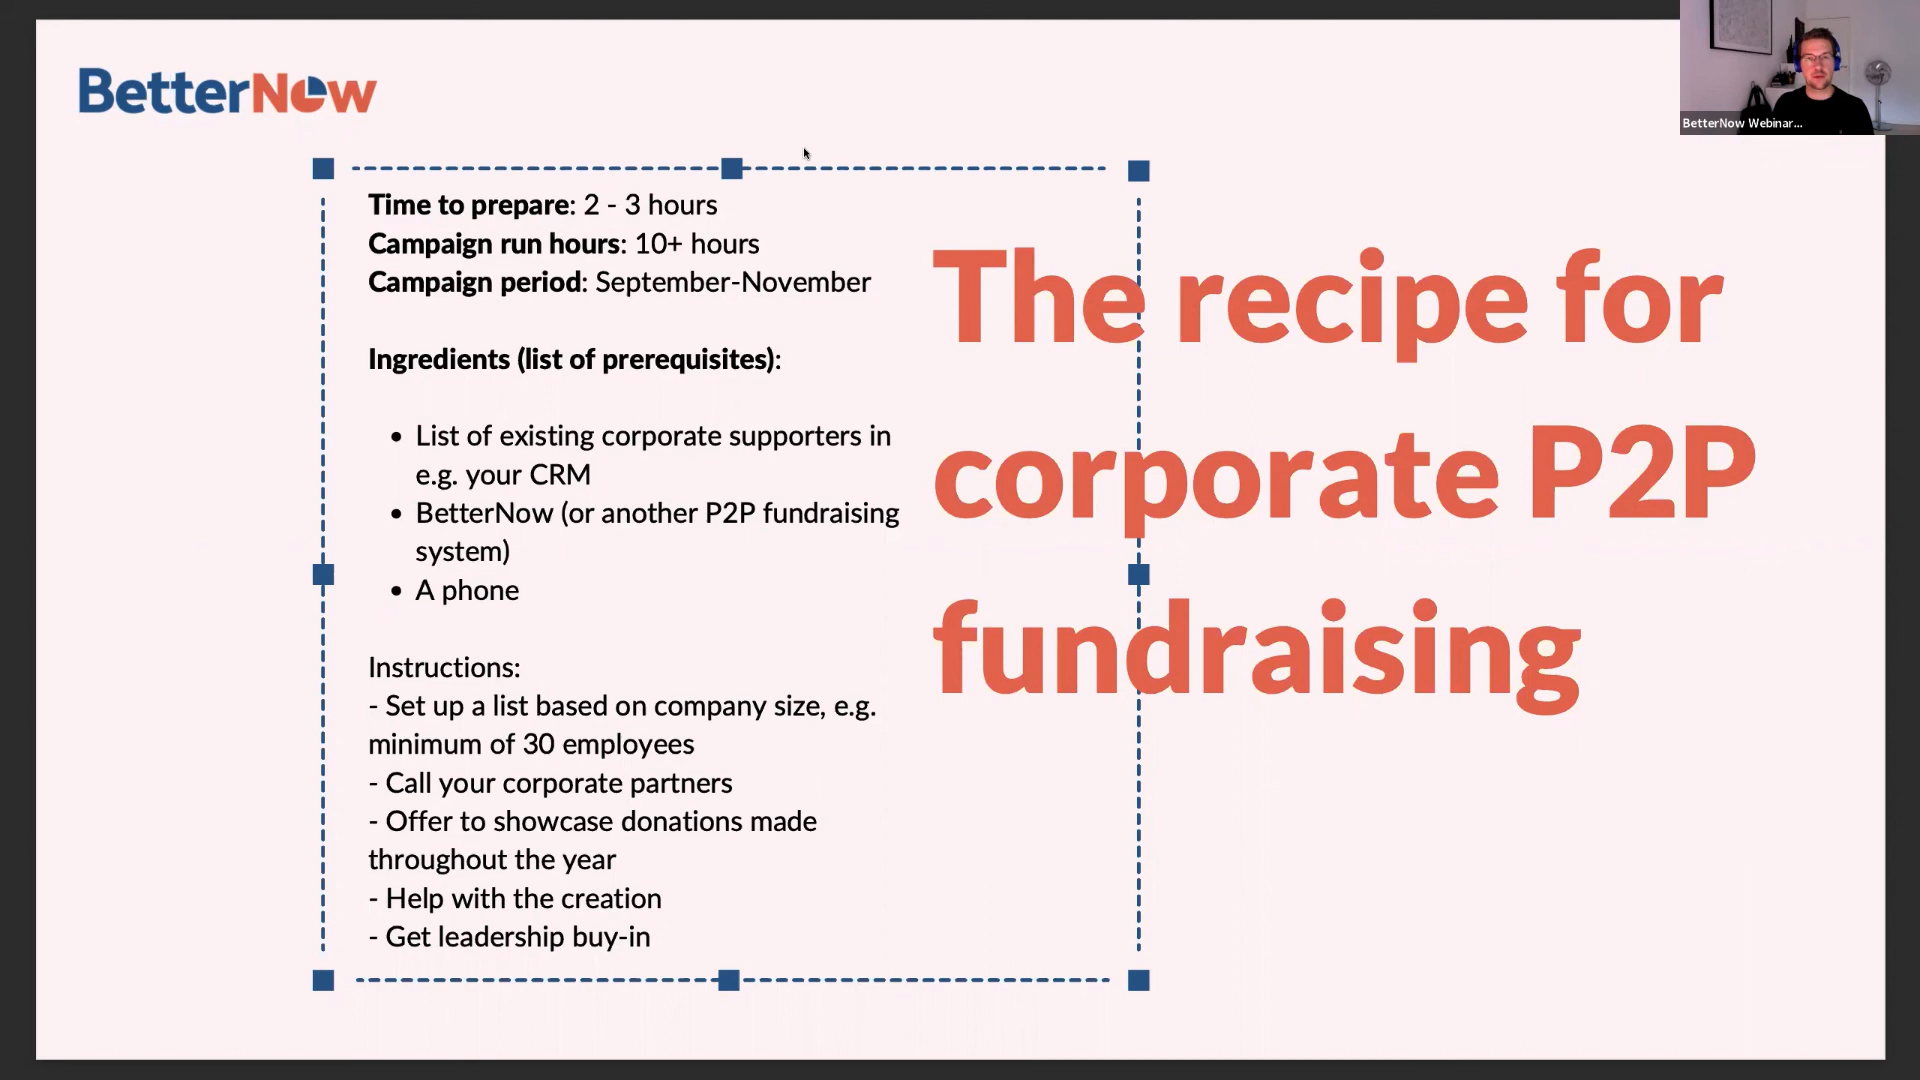 BetterNow
BetterNow Webinar...
Time to prepare: 2 - 3 hours
Campaign run hours: 10+ hours
Campaign period: September-November
Ingredients (list of prerequisites):
• List of existing corporate supporters in
e.g. your CRM
• BetterNow (or another P2P fundraising
system)
• A phone
Instructions:
- Set up a list based on company size, e.g.
minimum of 30 employees
- Call your corporate partners
- Offer to showcase donations made
throughout the year
- Help with the creation
- Get leadership buy-in
The recipe for
corporate P2P
fundraising